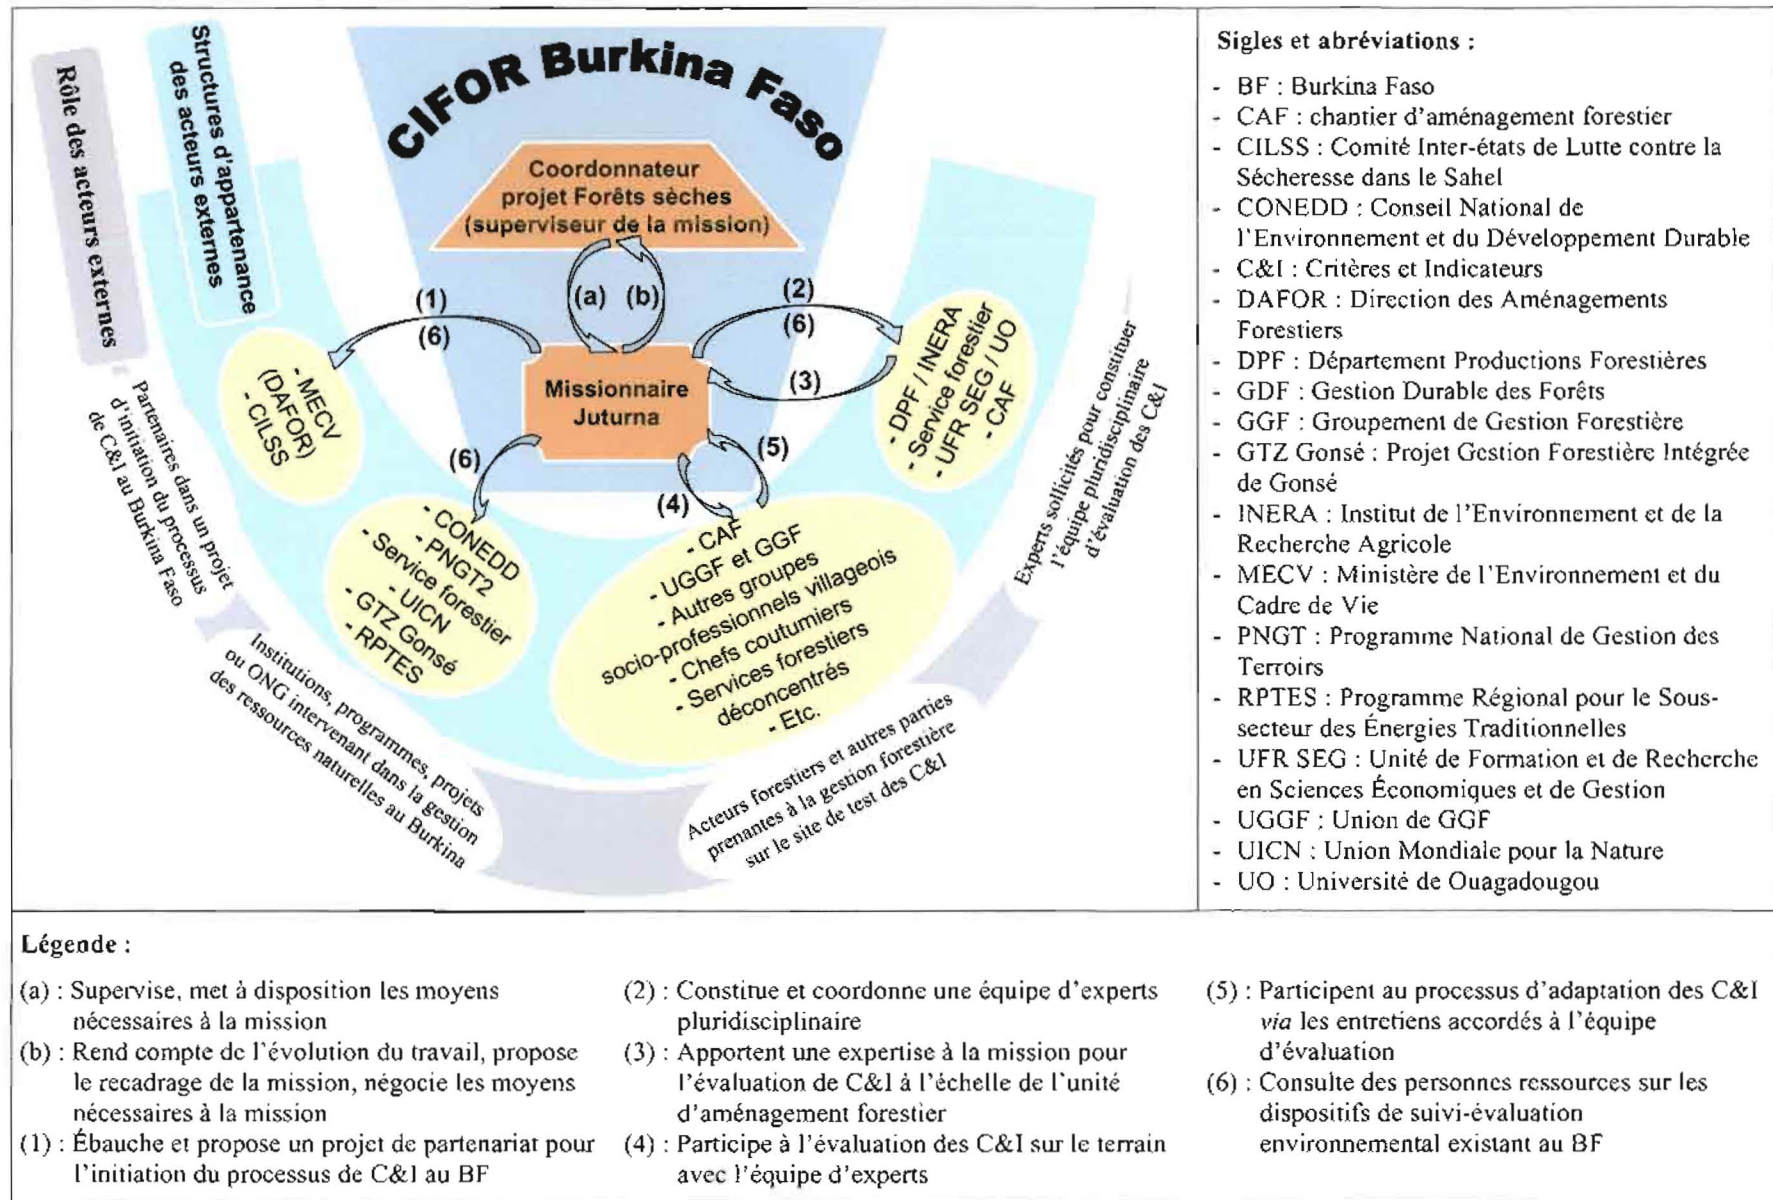 Rôle des acteurs externes
Structures d'appartenance
des acteurs externes
CIFOR Burkina Faso
Coordonnateur
projet Forêts sèches
(superviseur de la mission)
(a)
(b)
(1)
(6)
(2)
(6)
(3)
Missionnaire
Juturna
(6)
(5)
(4)
- MECV
(DAFOR)
- CILSS
- DPF / INERA
- Service forestier
- UFR SEG / UO
- CAF
- CONEDD
- PNGT2
- Service forestier
- UICN
- GTZ Gonsé
- RPTES
- CAF
- UGGF et GGF
- Autres groupes
socio-professionnels villageois
- Chefs coutumiers
- Services forestiers
déconcentrés
- Etc.
Partenaires dans un projet
d'initiation du processus
de C&I au Burkina Faso
Institutions, programmes, projets
ou ONG intervenant dans la gestion
des ressources naturelles au Burkina
Acteurs forestiers et autres parties
prenantes à la gestion forestière
sur le site de test des C&I
Experts sollicités pour constituer
l'équipe pluridisciplinaire
d'évaluation des C&I
Sigles et abréviations :
- BF : Burkina Faso
- CAF : chantier d'aménagement forestier
- CILSS : Comité Inter-états de Lutte contre la
Sécheresse dans le Sahel
- CONEDD : Conseil National de
l'Environnement et du Développement Durable
- C&I : Critères et Indicateurs
- DAFOR : Direction des Aménagements
Forestiers
- DPF : Département Productions Forestières
- GDF : Gestion Durable des Forêts
- GGF : Groupement de Gestion Forestière
- GTZ Gonsé : Projet Gestion Forestière Intégrée
de Gonsé
- INERA : Institut de l'Environnement et de la
Recherche Agricole
- MECV : Ministère de l'Environnement et du
Cadre de Vie
- PNGT : Programme National de Gestion des
Terroirs
- RPTES : Programme Régional pour le Sous-
secteur des Énergies Traditionnelles
- UFR SEG : Unité de Formation et de Recherche
en Sciences Économiques et de Gestion
- UGGF : Union de GGF
- UICN : Union Mondiale pour la Nature
- UO : Université de Ouagadougou
Légende :
(a) : Supervise, met à disposition les moyens
nécessaires à la mission
(b) : Rend compte de l'évolution du travail, propose
le recadrage de la mission, négocie les moyens
nécessaires à la mission
(1) : Ébauche et propose un projet de partenariat pour
l'initiation du processus de C&I au BF
(2) : Constitue et coordonne une équipe d'experts
pluridisciplinaire
(3) : Apportent une expertise à la mission pour
l'évaluation de C&I à l'échelle de l'unité
d'aménagement forestier
(4) : Participe à l'évaluation des C&I sur le terrain
avec l'équipe d'experts
(5) : Participent au processus d'adaptation des C&I
via les entretiens accordés à l'équipe
d'évaluation
(6) : Consulte des personnes ressources sur les
dispositifs de suivi-évaluation
environnemental existant au BF